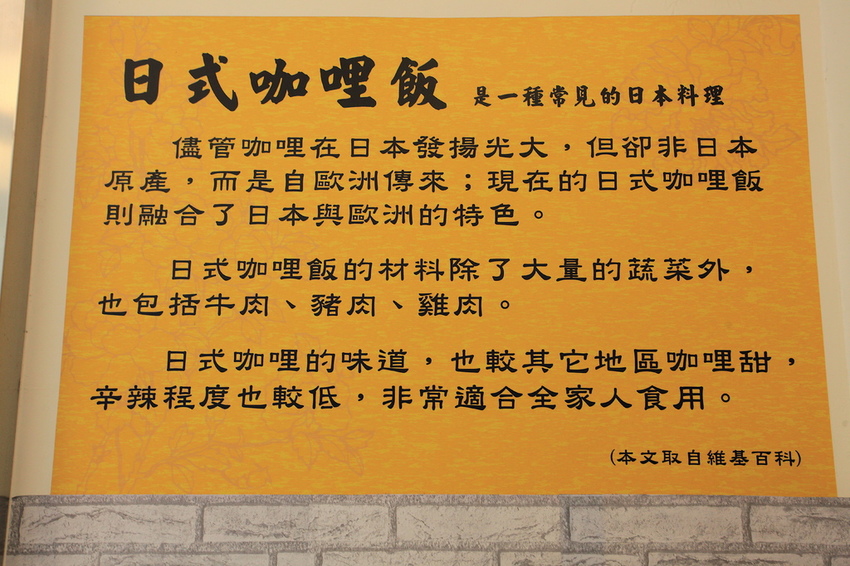 日式咖哩飯 是一種常見的日本料理
儘管咖哩在日本發揚光大，但卻非日本
原產，而是自歐洲傳來；現在的日式咖哩飯
則融合了日本與歐洲的特色。
日式咖哩飯的材料除了大量的蔬菜外，
也包括牛肉、豬肉、雞肉。
日式咖哩的味道，也較其它地區咖哩甜，
辛辣程度也較低，非常適合全家人食用。
(本文取自維基百科)